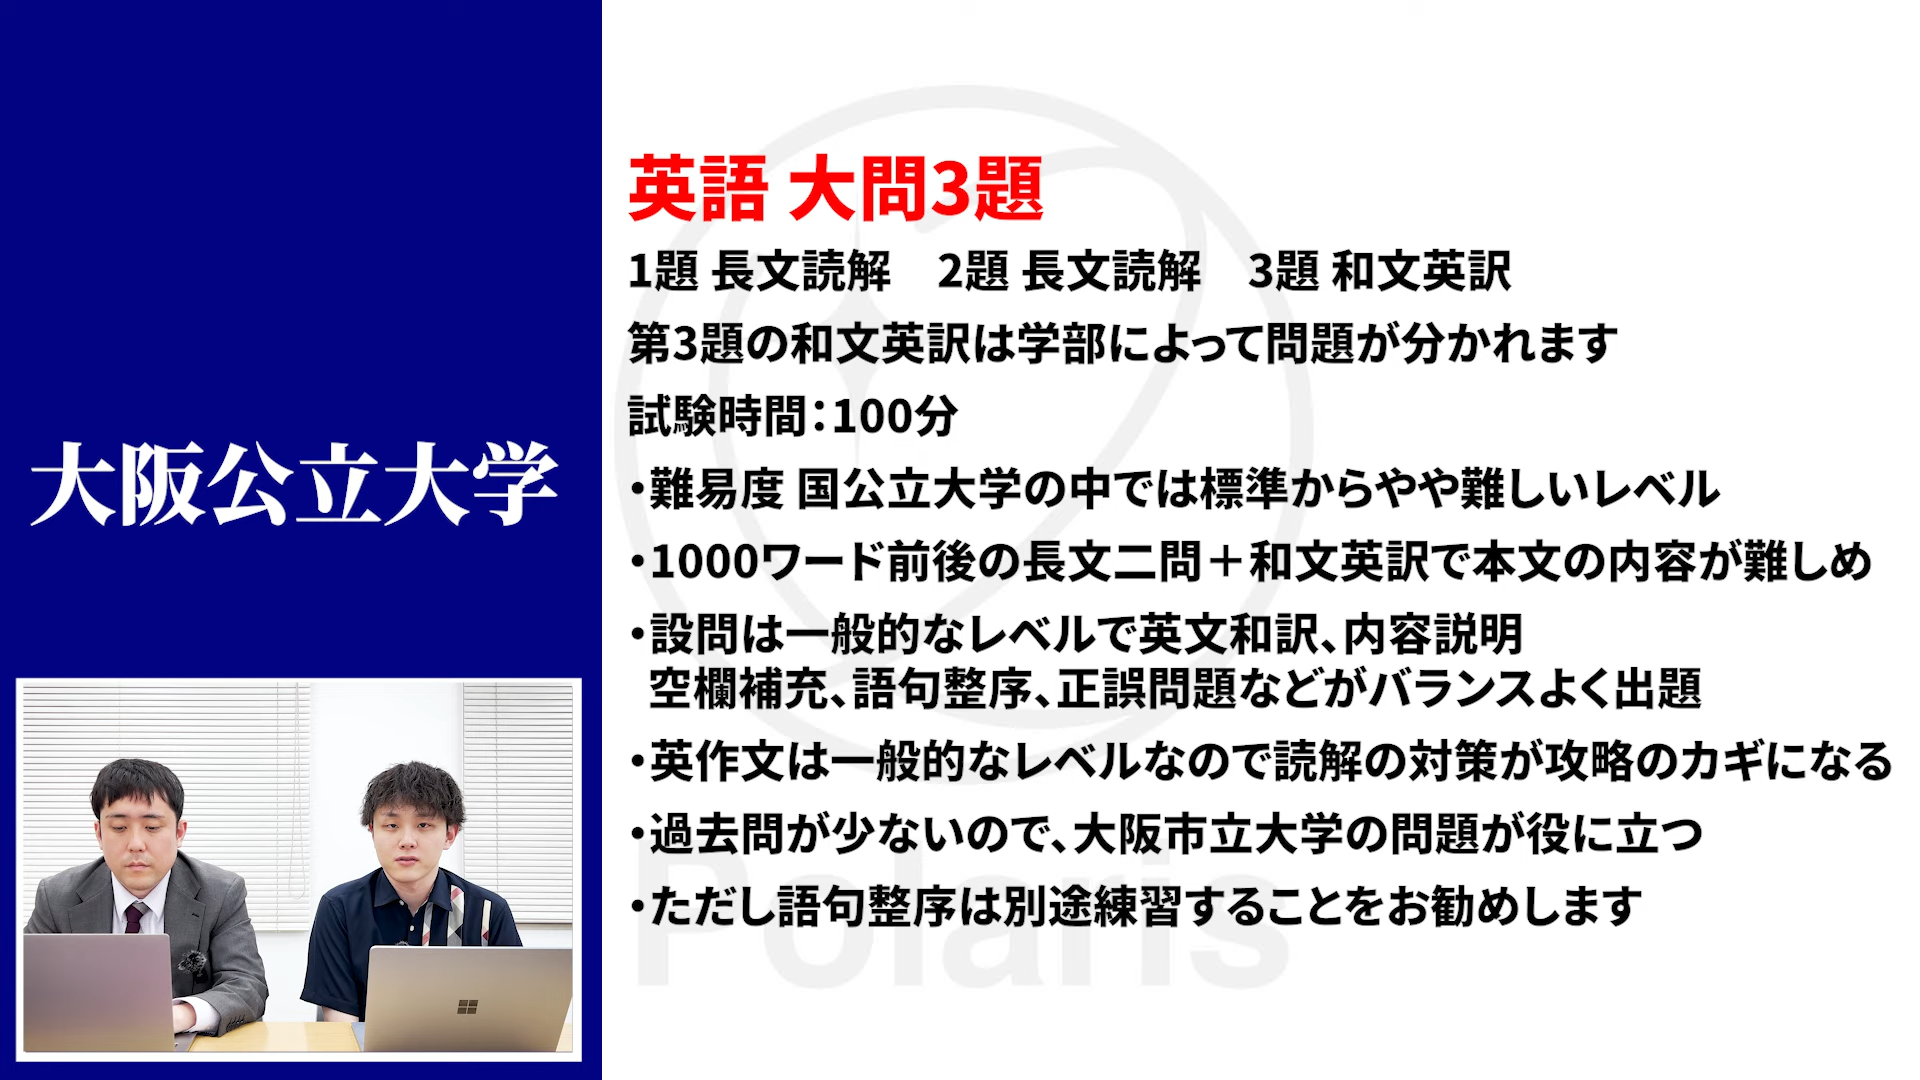 大阪公立大学
英語 大問3題
1題 長文読解　2題 長文読解　3題 和文英訳
第3題の和文英訳は学部によって問題が分かれます
試験時間：100分
・難易度 国公立大学の中では標準からやや難しいレベル
・1000ワード前後の長文二問＋和文英訳で本文の内容が難しめ
・設問は一般的なレベルで英文和訳、内容説明
空欄補充、語句整序、正誤問題などがバランスよく出題
・英作文は一般的なレベルなので読解の対策が攻略のカギになる
・過去問が少ないので、大阪市立大学の問題が役に立つ
・ただし語句整序は別途練習することをお勧めします
Polaris